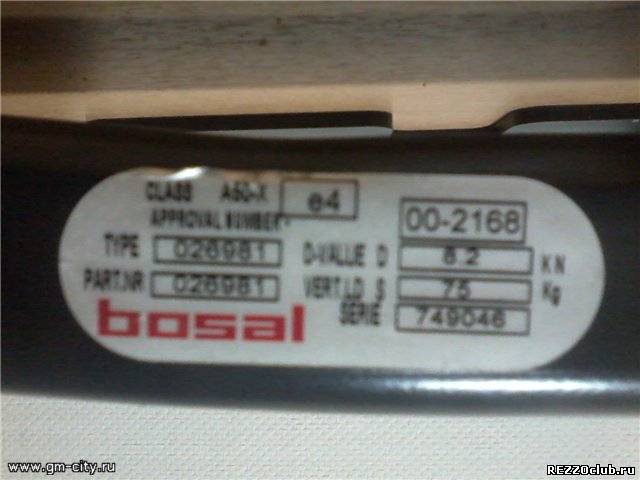 CLASS A50-X e4
APPROVAL NUMBER 00-2168
TYPE 026981 D-VALUE D 8.2 KN
PART.NR 026981 VERT.LD S 75 Kg
bosal SERIE 749046
www.gm-city.ru
REZZOclub.ru